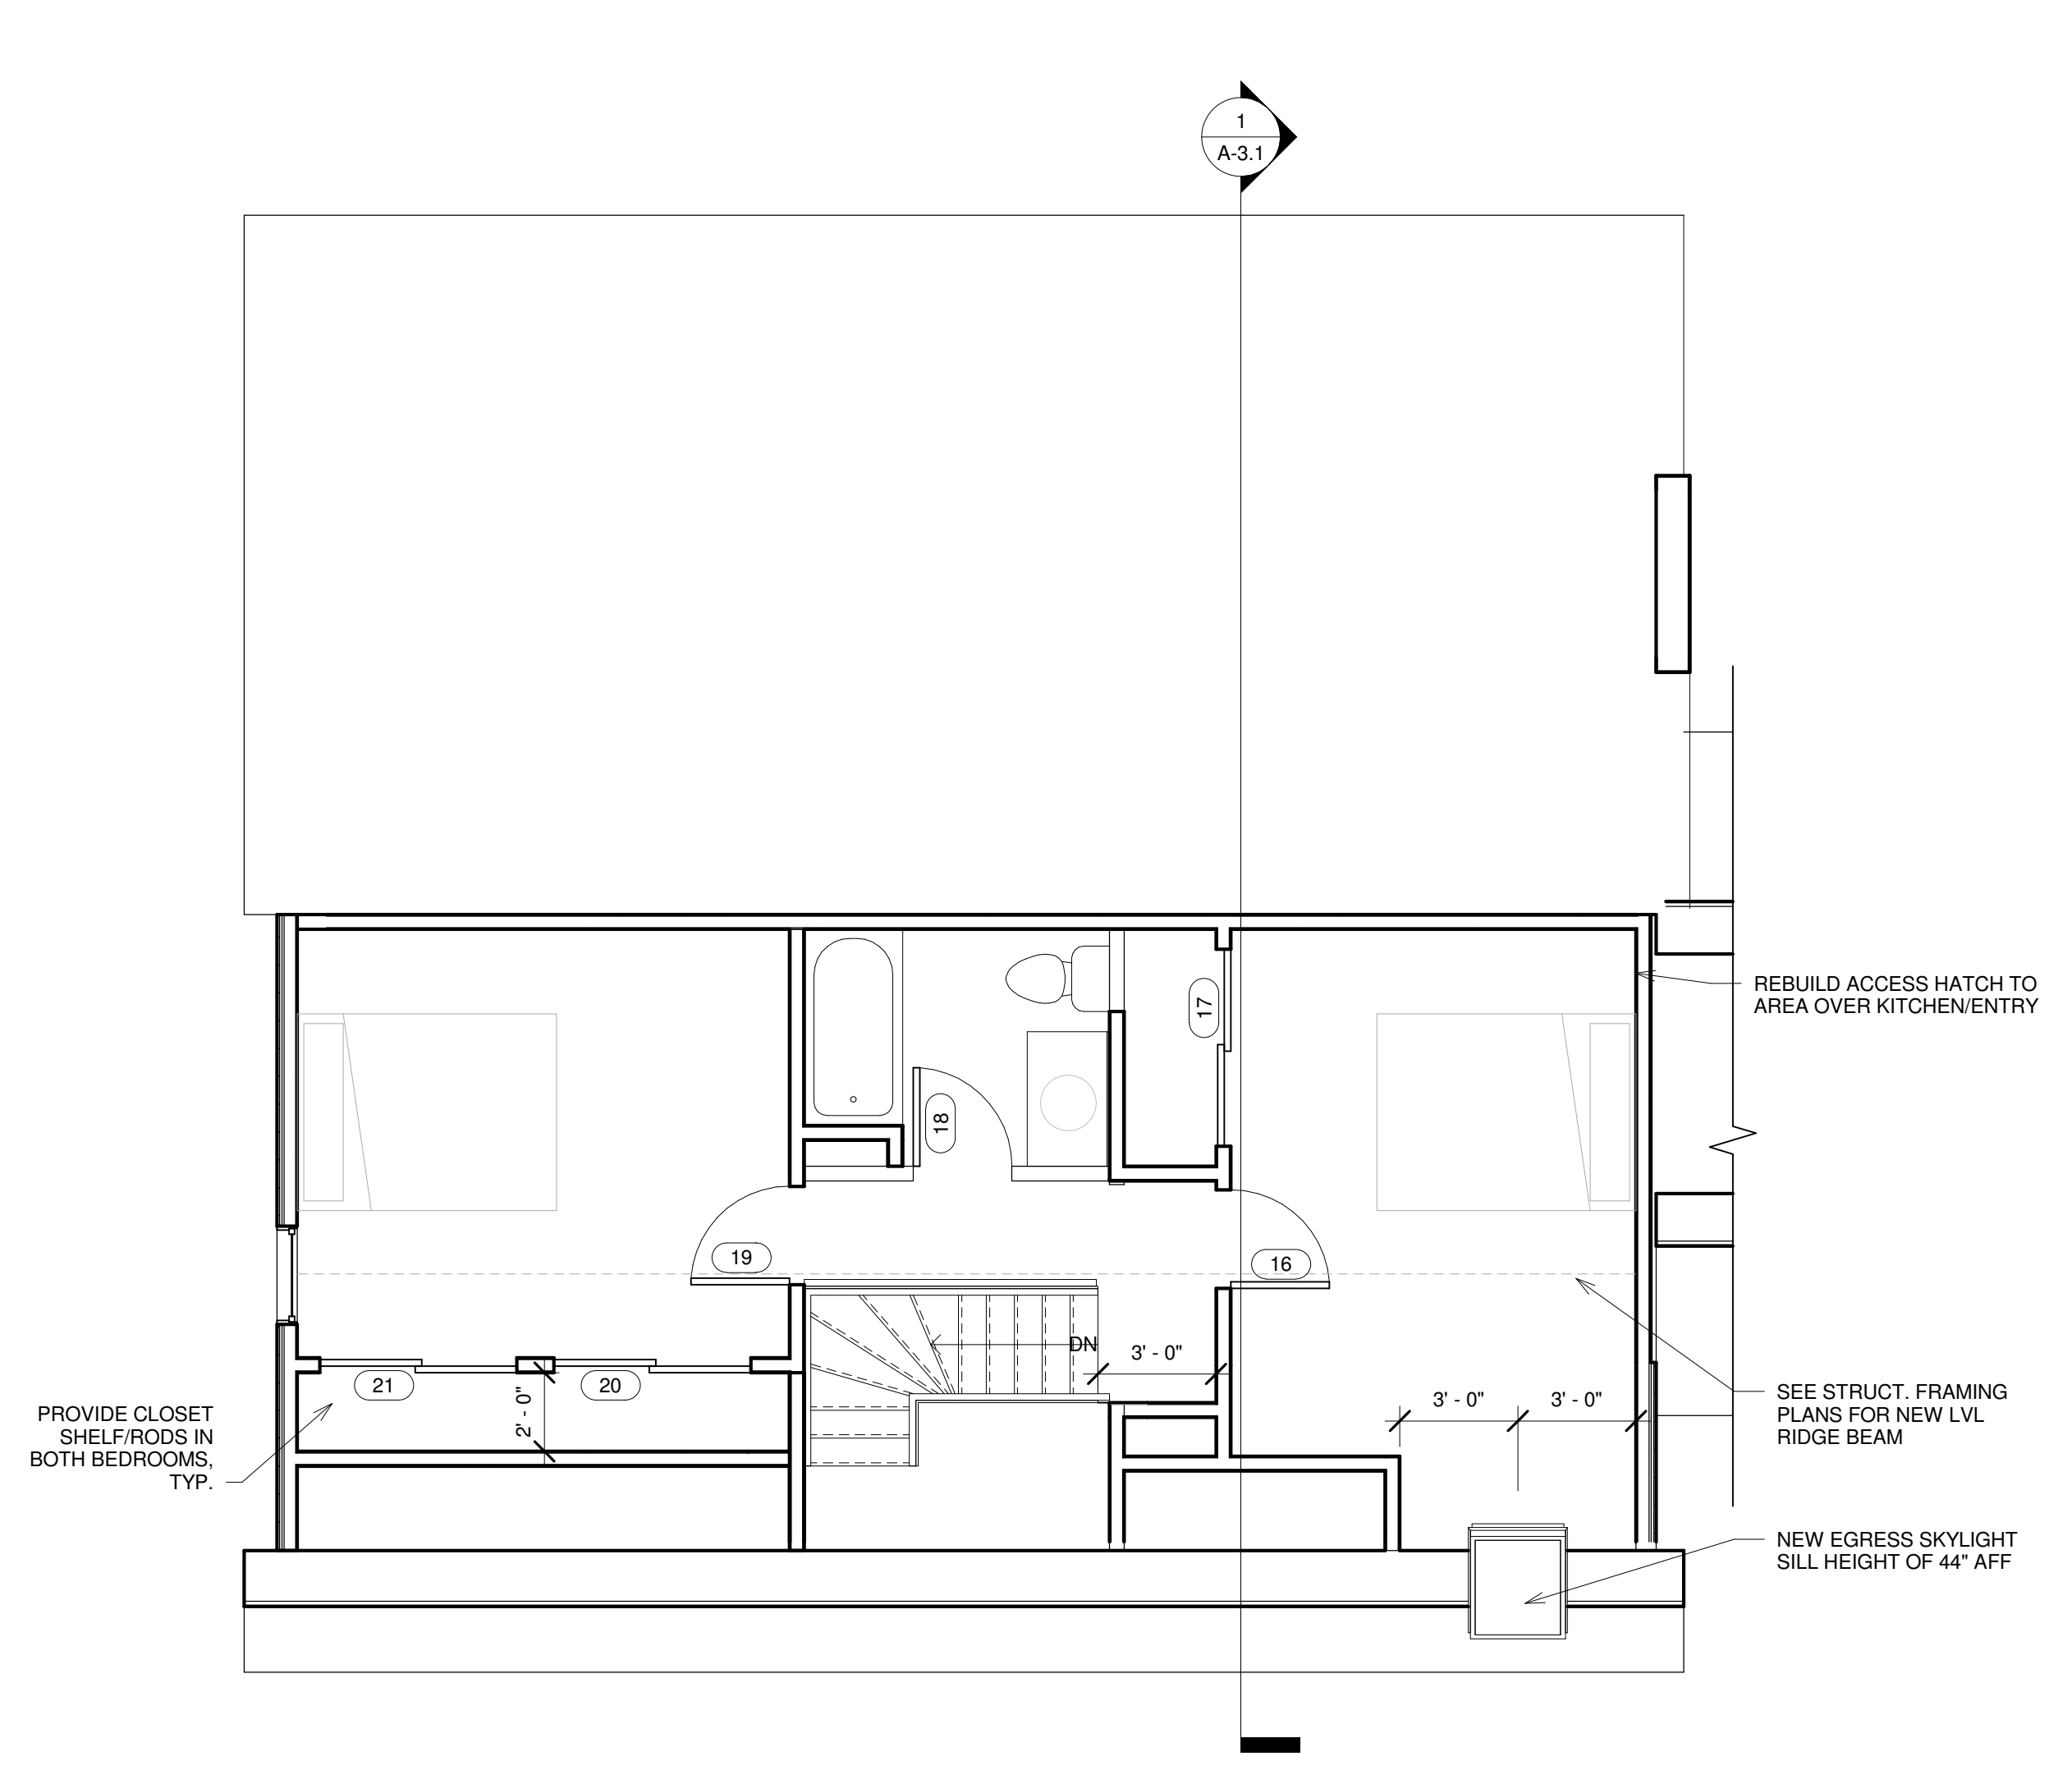 1
A-3.1
REBUILD ACCESS HATCH TO
AREA OVER KITCHEN/ENTRY
17
18
19
16
DN
3' - 0"
21
20
2' - 0"
3' - 0"
3' - 0"
PROVIDE CLOSET
SHELF/RODS IN
BOTH BEDROOMS,
TYP.
SEE STRUCT. FRAMING
PLANS FOR NEW LVL
RIDGE BEAM
NEW EGRESS SKYLIGHT
SILL HEIGHT OF 44" AFF